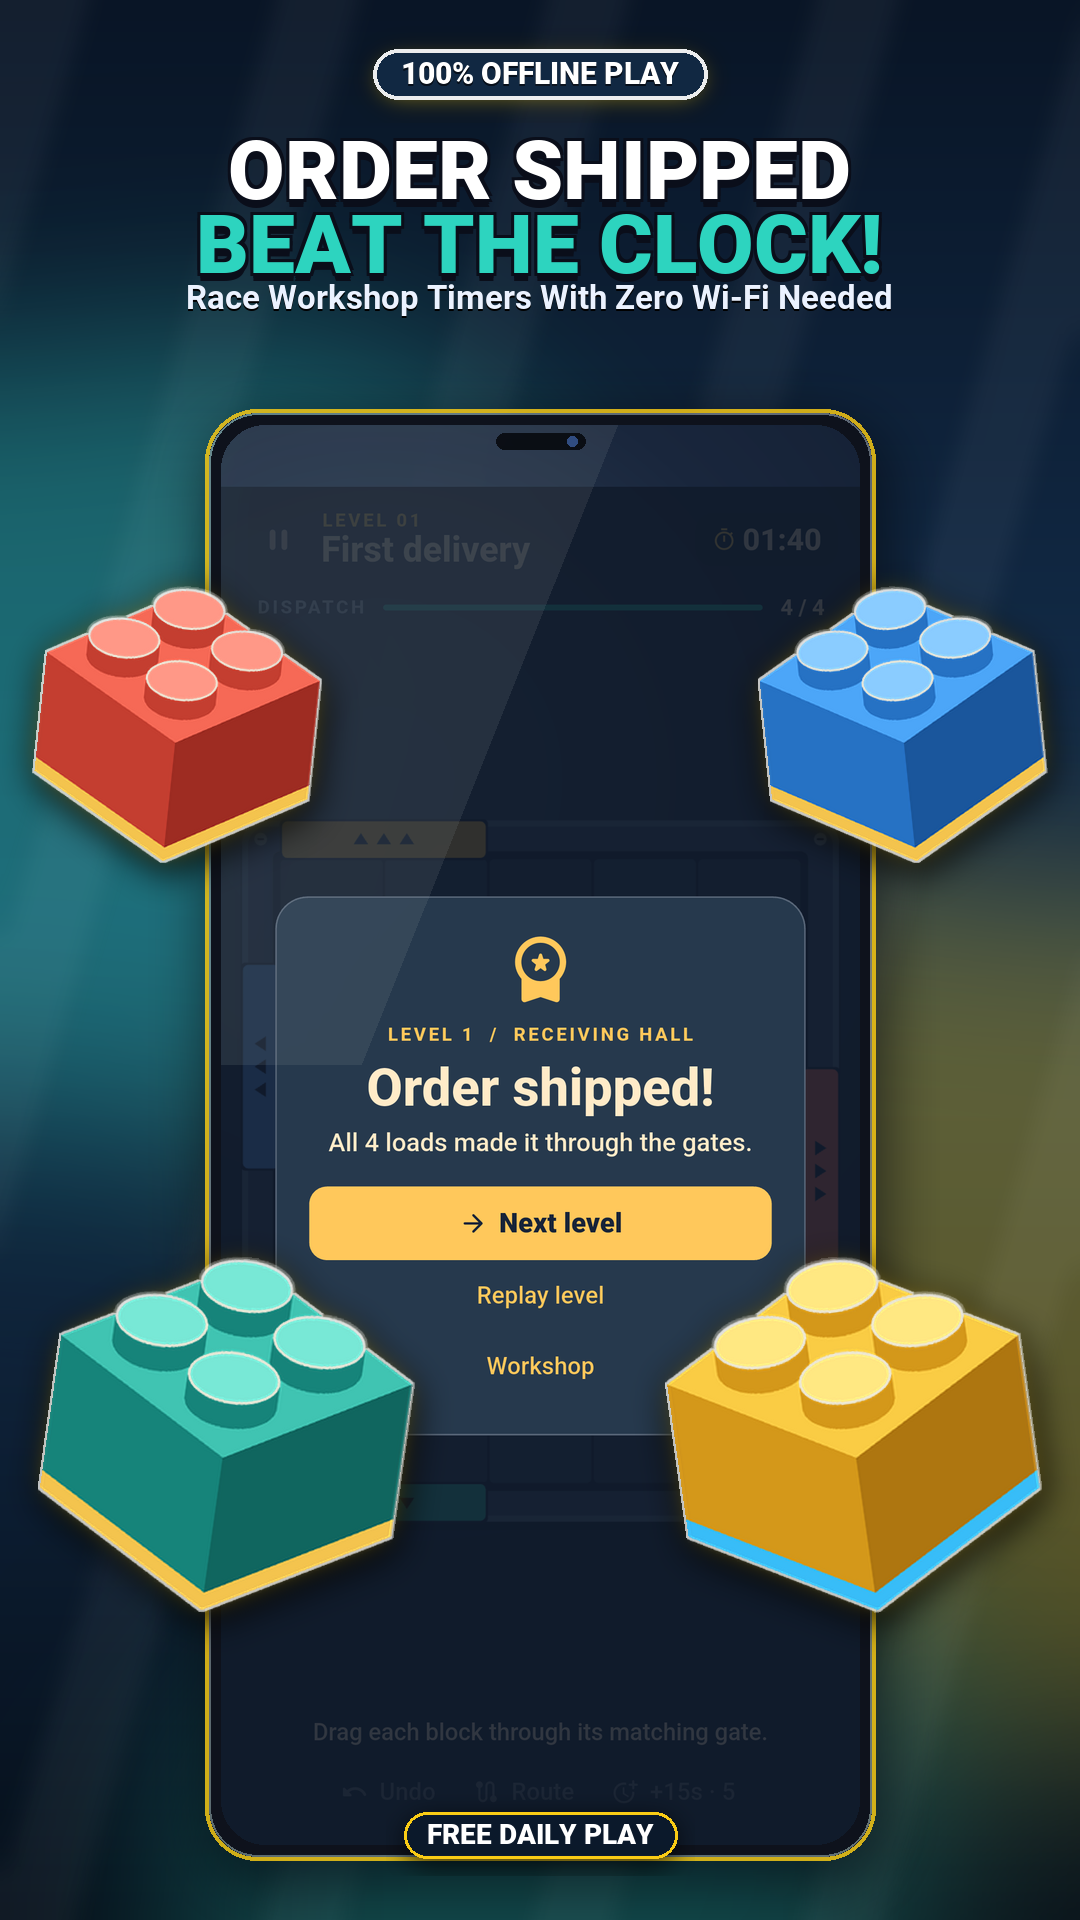 100% OFFLINE PLAY
ORDER SHIPPED
BEAT THE CLOCK!
Race Workshop Timers With Zero Wi-Fi Needed
LEVEL 01
First delivery
01:40
DISPATCH
4 / 4
LEVEL 1 / RECEIVING HALL
Order shipped!
All 4 loads made it through the gates.
Next level
Replay level
Workshop
Drag each block through its matching gate.
Undo Route +15s · 5
FREE DAILY PLAY